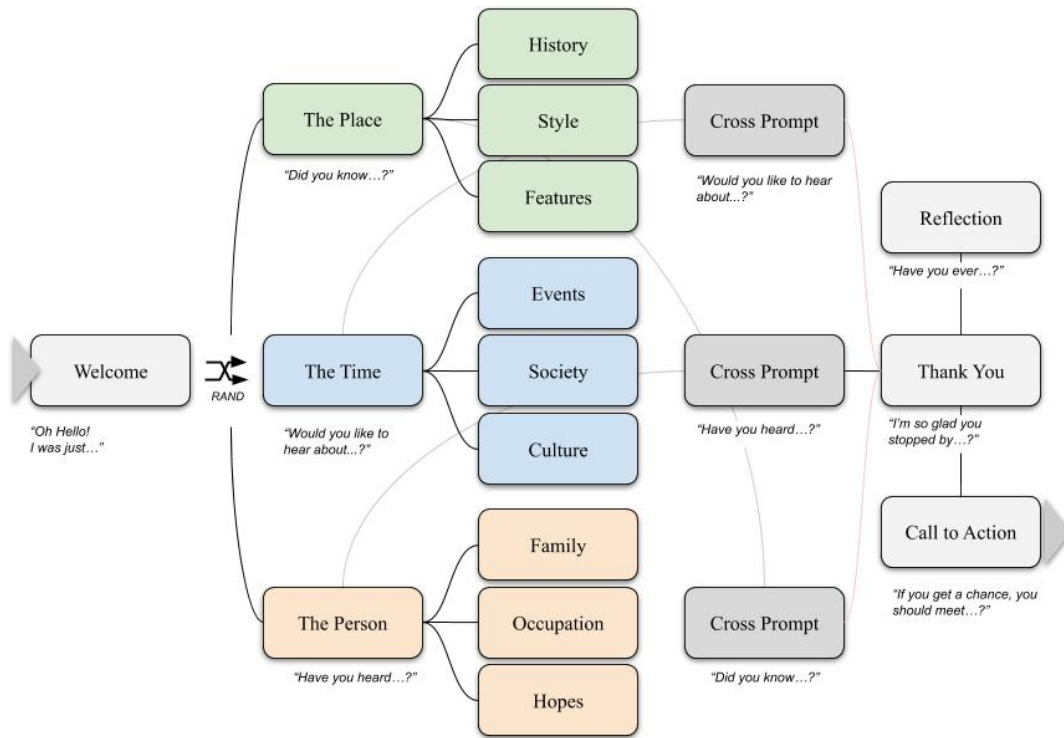 Welcome
“Oh Hello!
I was just…”
RAND
The Place
“Did you know…?”
History
Style
Features
The Time
“Would you like to
hear about...?”
Events
Society
Culture
The Person
“Have you heard…?”
Family
Occupation
Hopes
Cross Prompt
“Would you like to hear
about...?”
Cross Prompt
“Have you heard…?”
Cross Prompt
“Did you know…?”
Reflection
“Have you ever…?”
Thank You
“I’m so glad you
stopped by…?”
Call to Action
“If you get a chance, you
should meet…?”